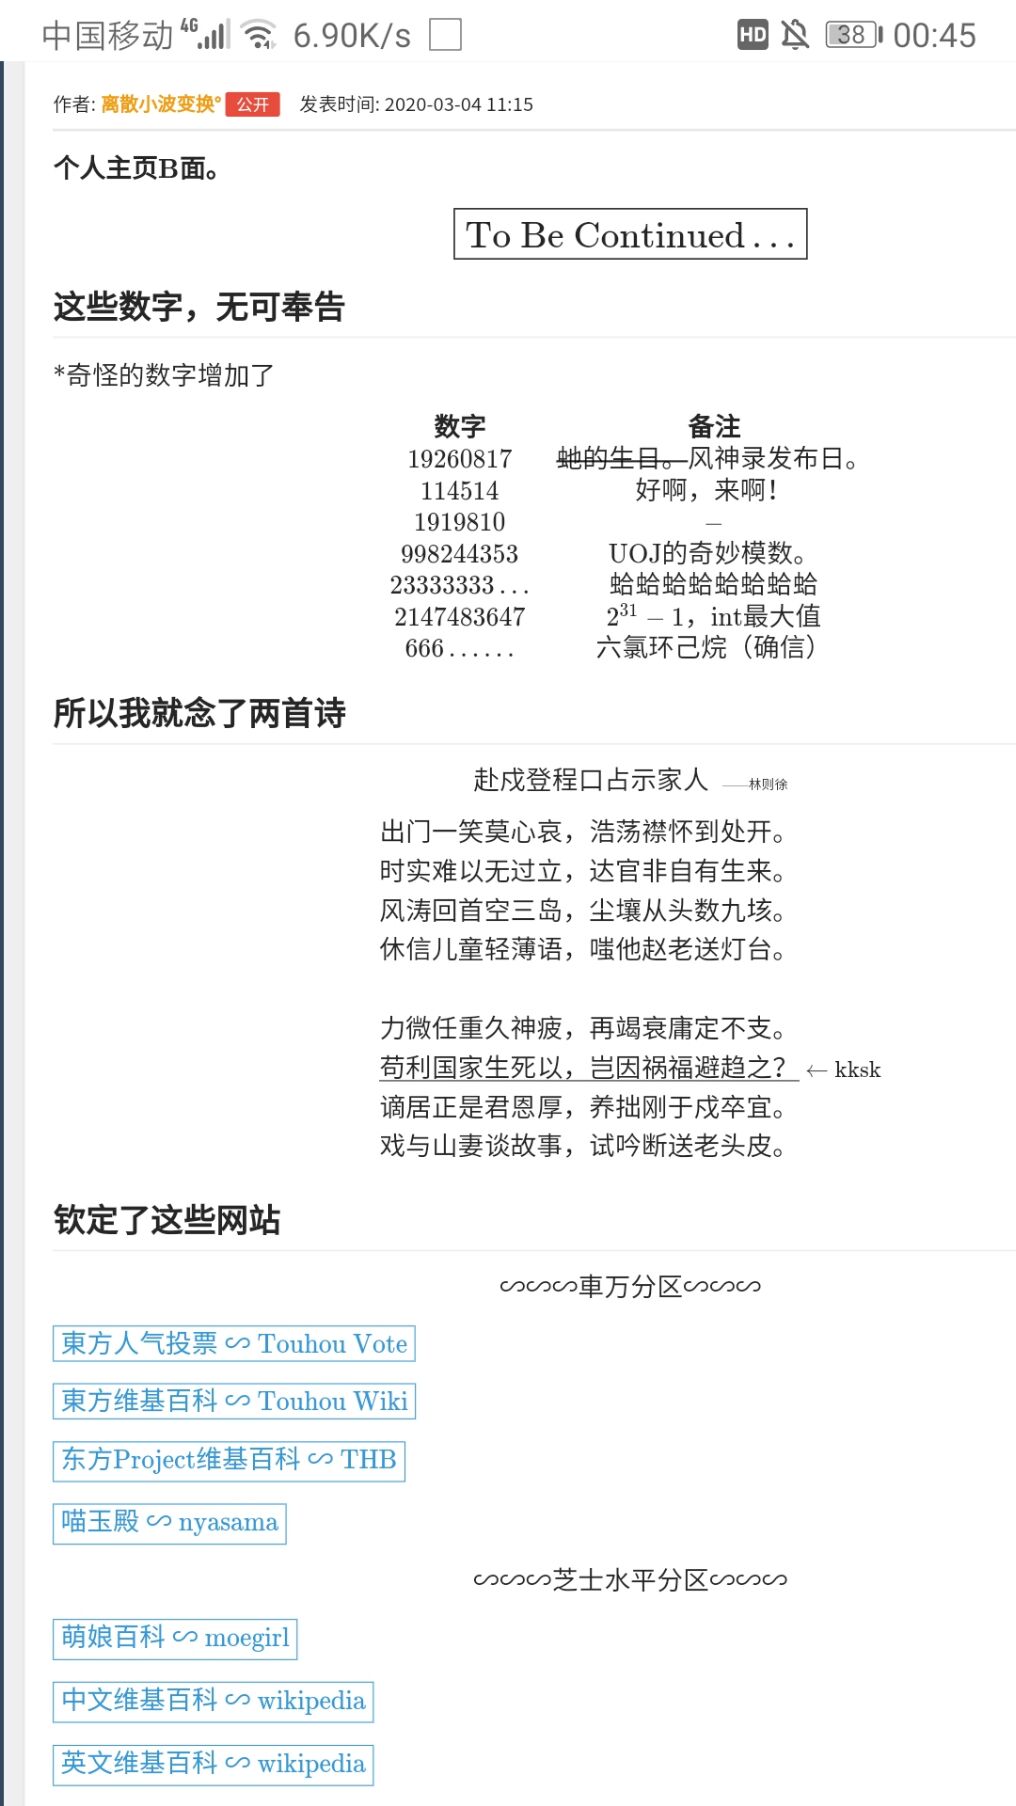 中国移动 4G 6.90K/s HD 38 00:45
作者: 离散小波变换° 公开 发表时间: 2020-03-04 11:15
个人主页B面。
To Be Continued...
这些数字，无可奉告
*奇怪的数字增加了
数字 备注
19260817 虵的生日。风神录发布日。
114514 好啊，来啊！
1919810 –
998244353 UOJ的奇妙模数。
23333333... 蛤蛤蛤蛤蛤蛤蛤蛤
2147483647 2^31 − 1，int最大值
666...... 六氯环己烷（确信）
所以我就念了两首诗
赴戍登程口占示家人 ——林则徐
出门一笑莫心哀，浩荡襟怀到处开。
时实难以无过立，达官非自有生来。
风涛回首空三岛，尘壤从头数九垓。
休信儿童轻薄语，嗤他赵老送灯台。
力微任重久神疲，再竭衰庸定不支。
苟利国家生死以，岂因祸福避趋之？ ← kksk
谪居正是君恩厚，养拙刚于戍卒宜。
戏与山妻谈故事，试吟断送老头皮。
钦定了这些网站
∽∽∽車万分区∽∽∽
東方人气投票 ∽ Touhou Vote
東方维基百科 ∽ Touhou Wiki
东方Project维基百科 ∽ THB
喵玉殿 ∽ nyasama
∽∽∽芝士水平分区∽∽∽
萌娘百科 ∽ moegirl
中文维基百科 ∽ wikipedia
英文维基百科 ∽ wikipedia